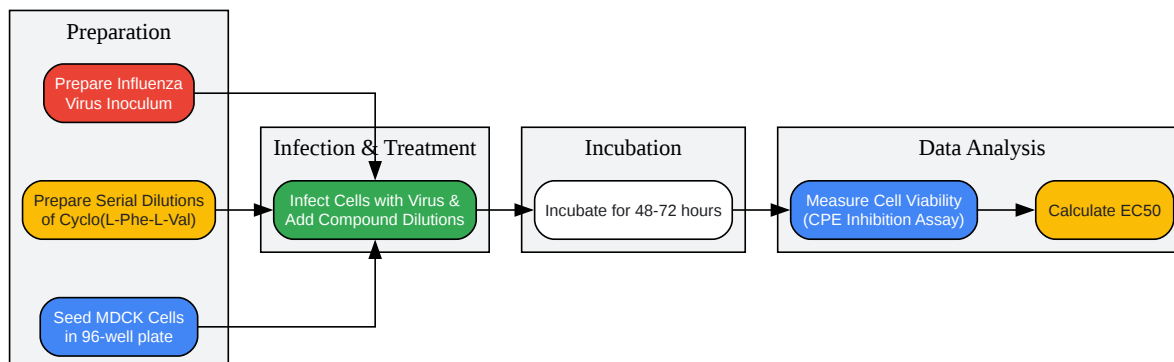 Preparation
Prepare Influenza
Virus Inoculum
Prepare Serial Dilutions
of Cyclo(L-Phe-L-Val)
Seed MDCK Cells
in 96-well plate
Infection & Treatment
Infect Cells with Virus &
Add Compound Dilutions
Incubation
Incubate for 48-72 hours
Data Analysis
Measure Cell Viability
(CPE Inhibition Assay)
Calculate EC50